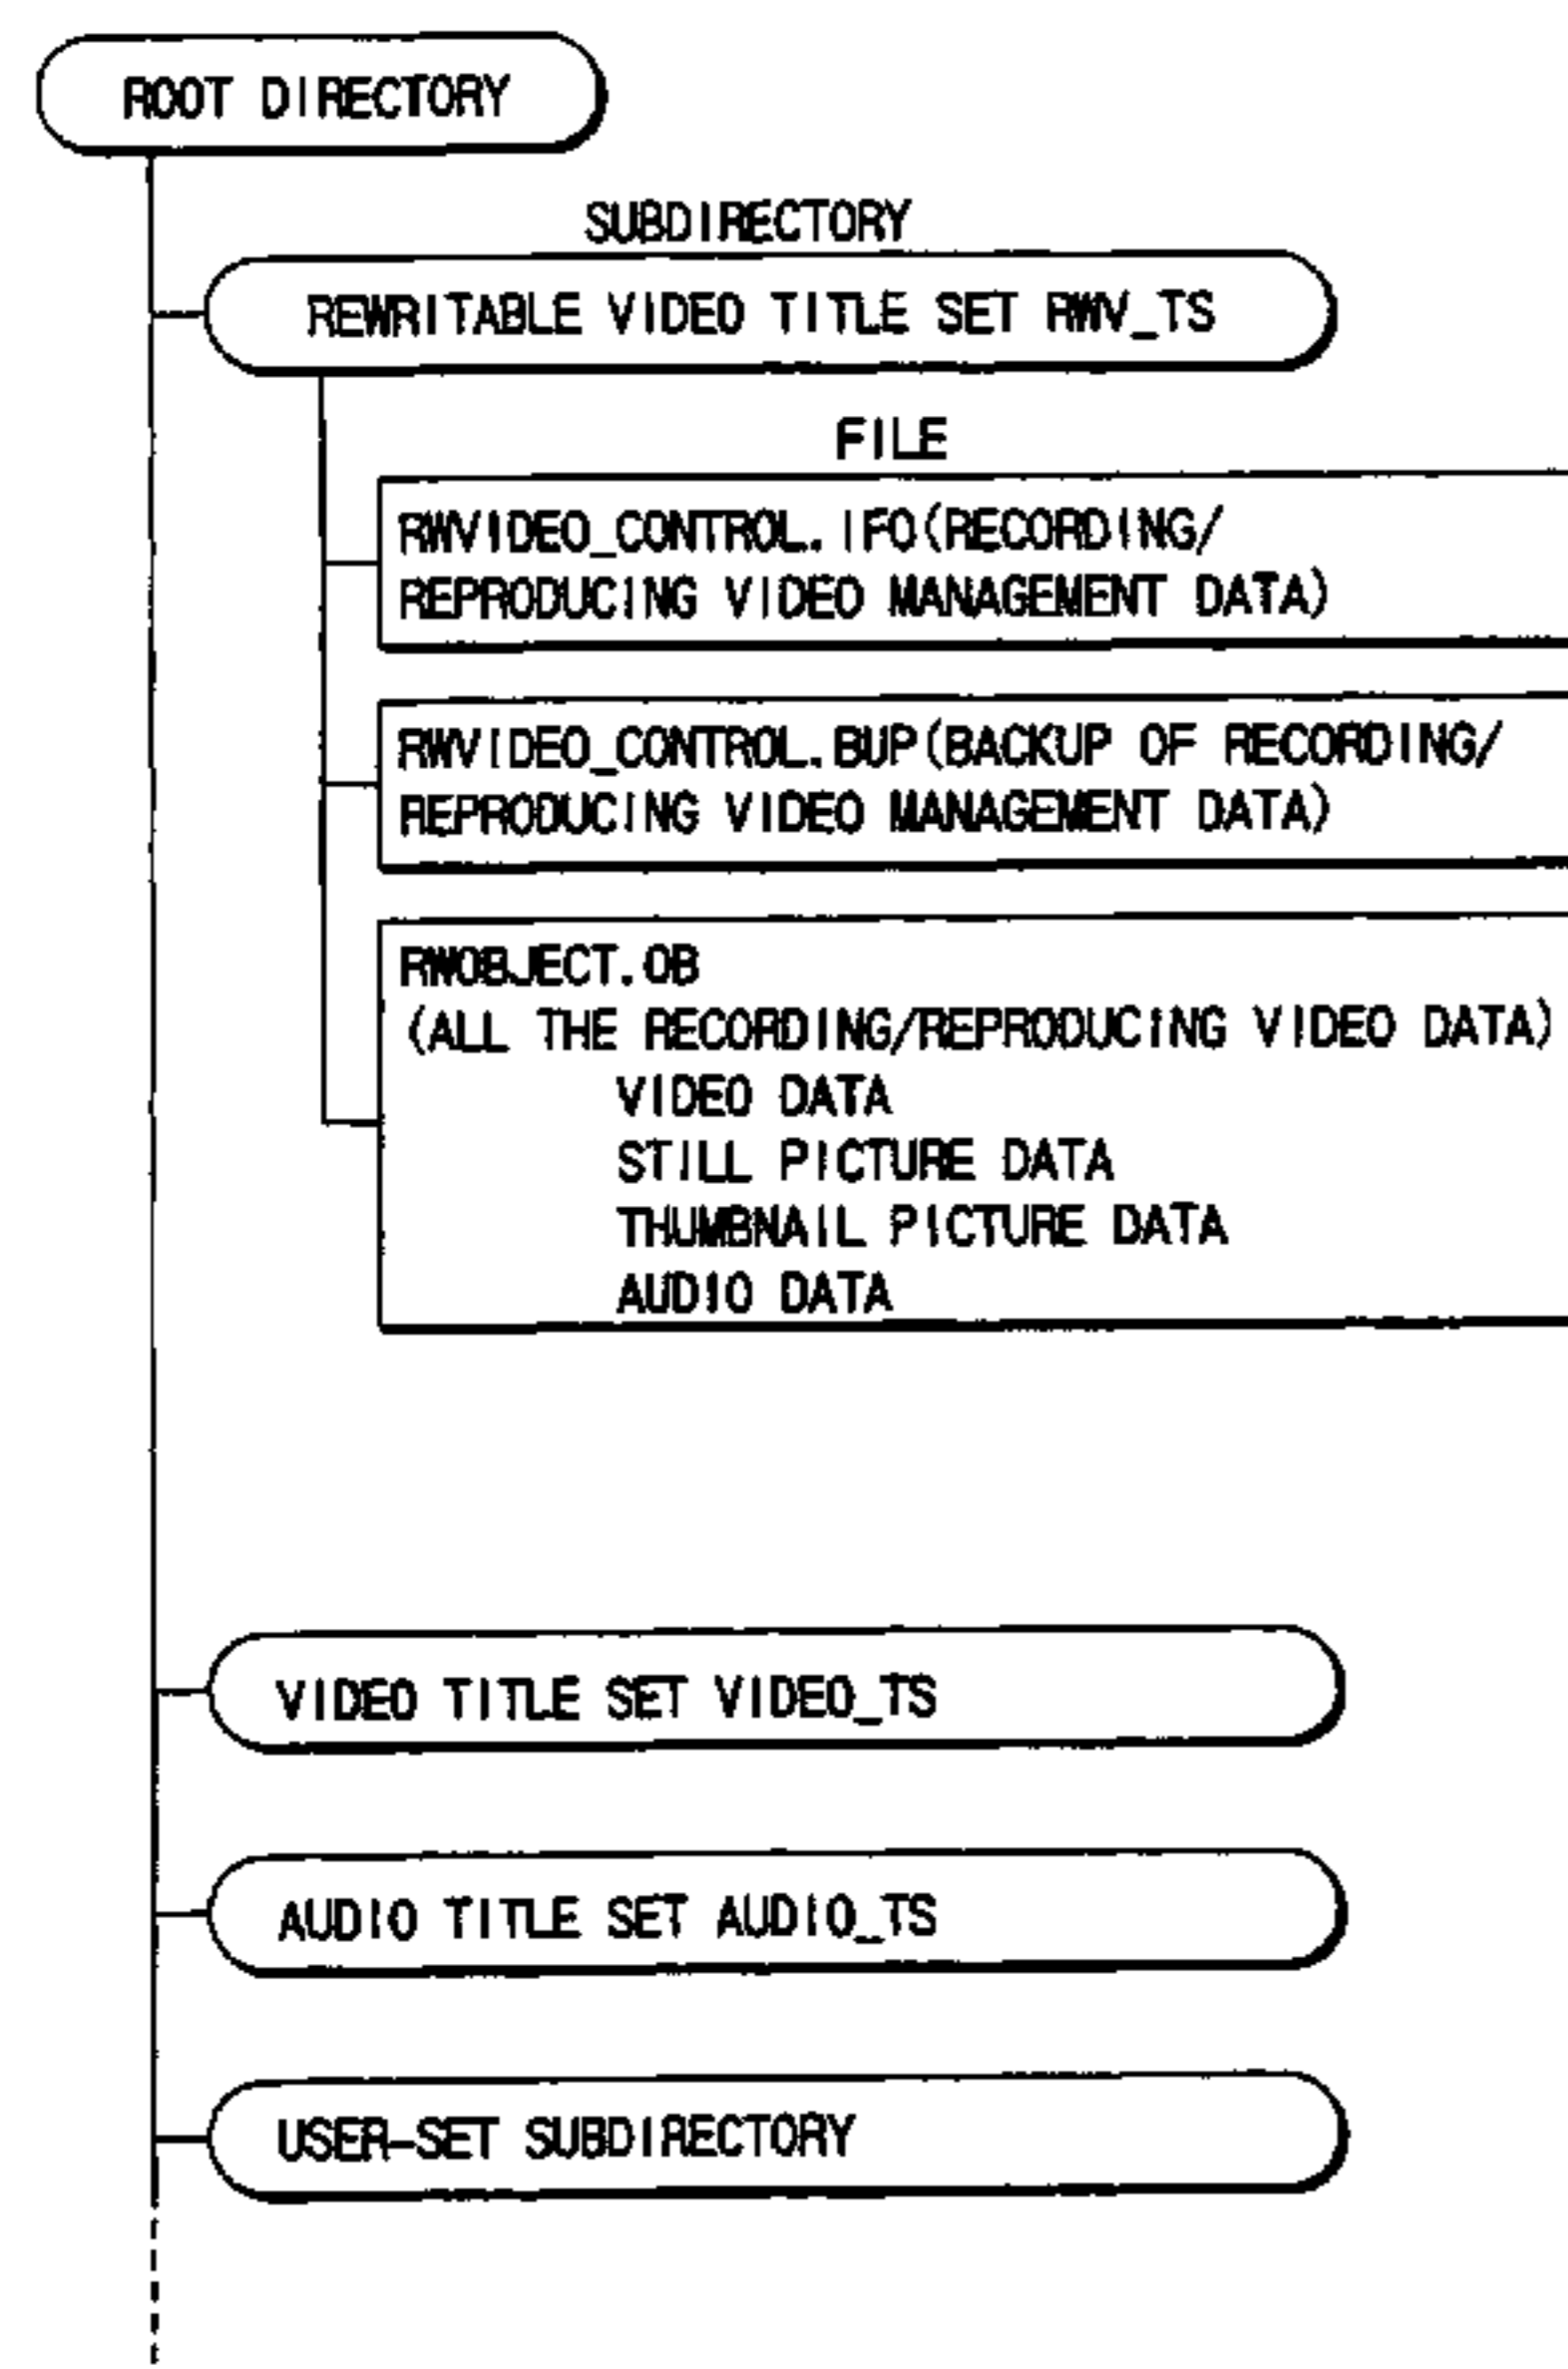 ROOT DIRECTORY
SUBDIRECTORY
REWRITABLE VIDEO TITLE SET RWV_TS
FILE
RWVIDEO_CONTROL.IFO(RECORDING/
REPRODUCING VIDEO MANAGEMENT DATA)
RWVIDEO_CONTROL.BUP(BACKUP OF RECORDING/
REPRODUCING VIDEO MANAGEMENT DATA)
RWOBJECT.OB
(ALL THE RECORDING/REPRODUCING VIDEO DATA)
VIDEO DATA
STILL PICTURE DATA
THUMBNAIL PICTURE DATA
AUDIO DATA
VIDEO TITLE SET VIDEO_TS
AUDIO TITLE SET AUDIO_TS
USER-SET SUBDIRECTORY